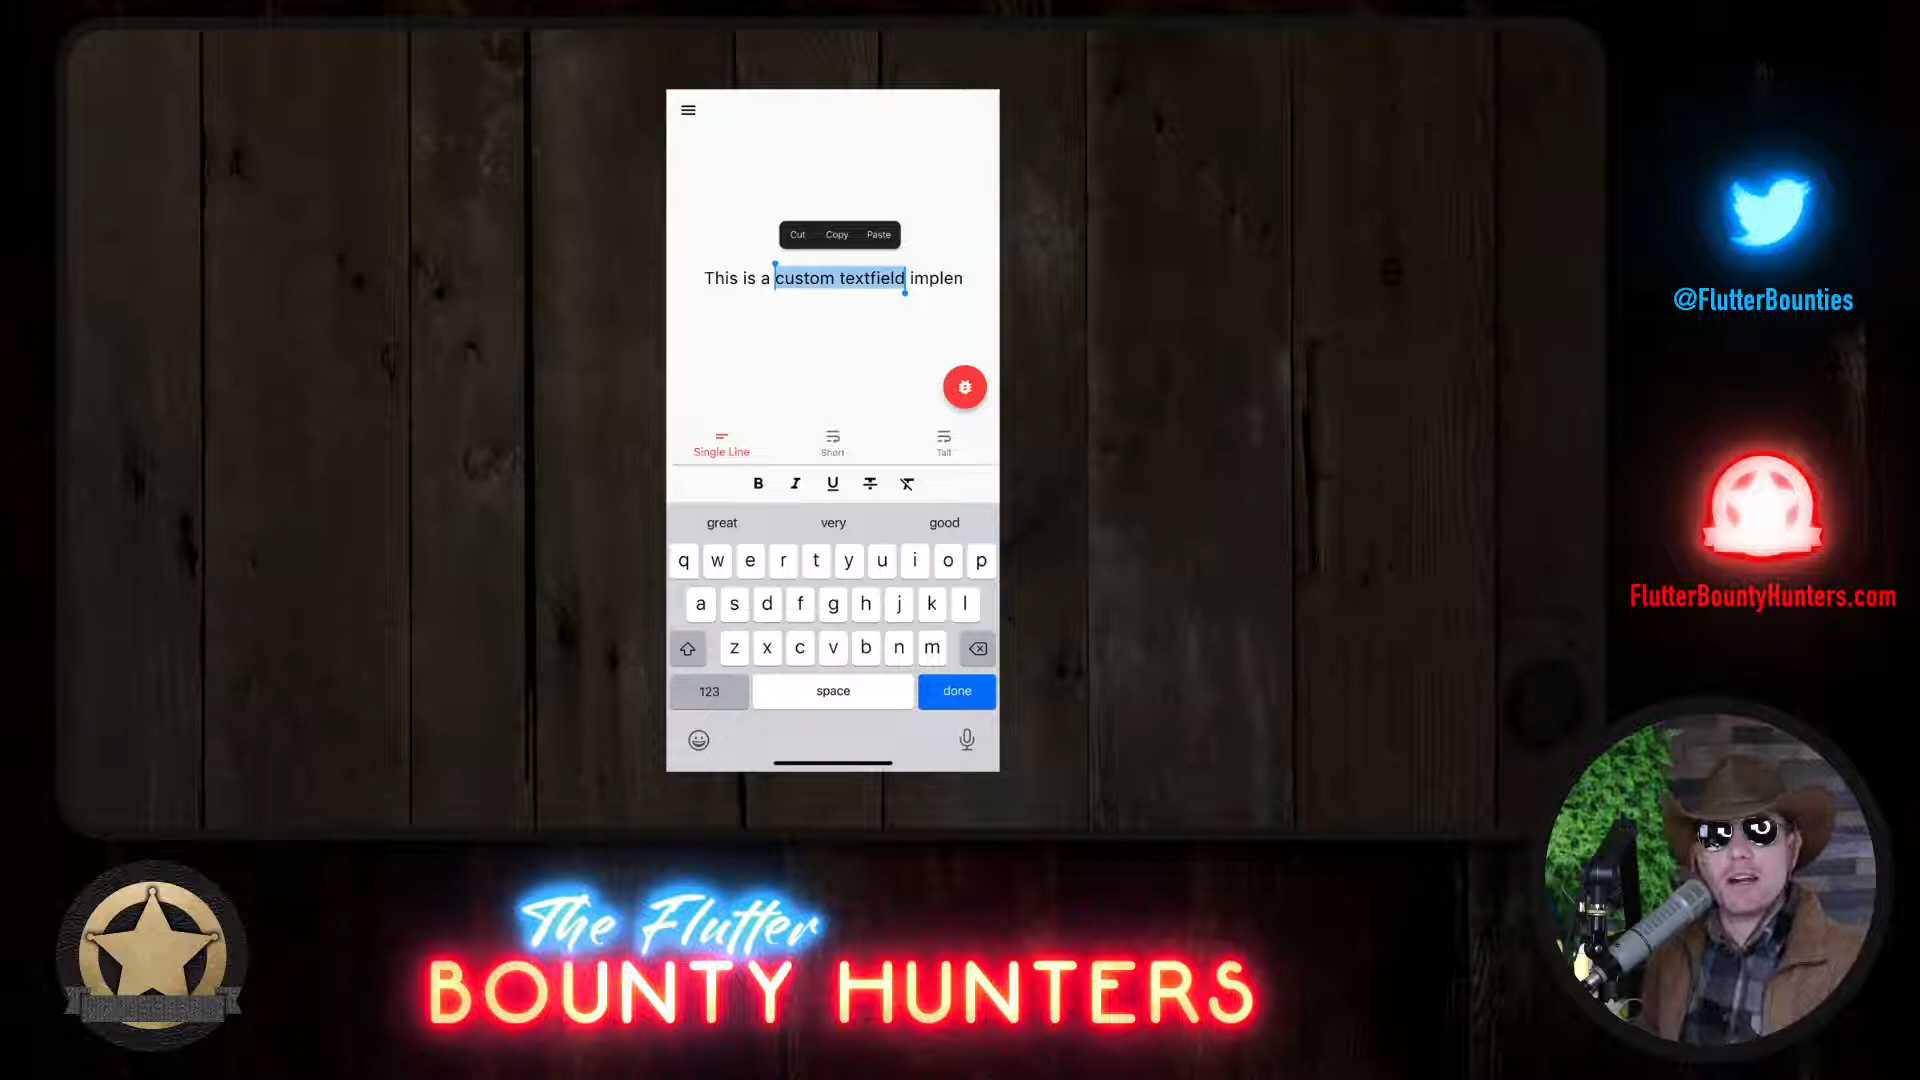 Cut Copy Paste
This is a custom textfield implen
Single Line Short Tall
B I U T T
great very good
q w e r t y u i o p
a s d f g h j k l
z x c v b n m
123 space done
@FlutterBounties
FlutterBountyHunters.com
The Flutter
BOUNTY HUNTERS